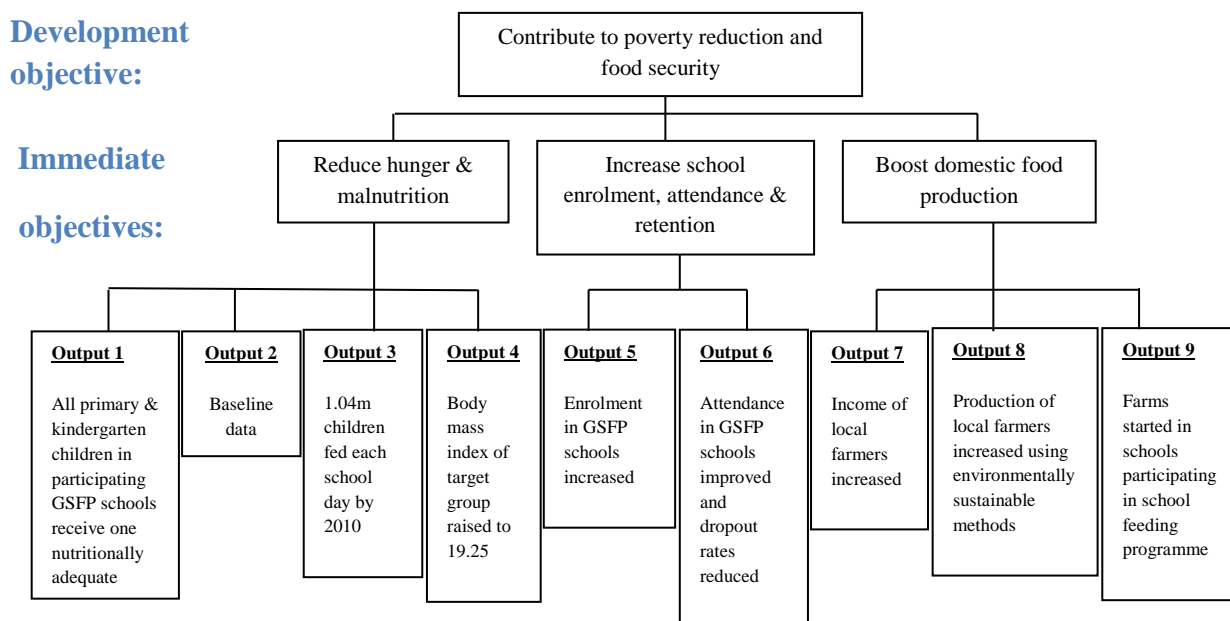 Development
objective:
Contribute to poverty reduction and
food security
Immediate
objectives:
Reduce hunger &
malnutrition
Increase school
enrolment, attendance &
retention
Boost domestic food
production
Output 1
All primary &
kindergarten
children in
participating
GSFP schools
receive one
nutritionally
adequate
Output 2
Baseline
data
Output 3
1.04m
children
fed each
school
day by
2010
Output 4
Body
mass
index of
target
group
raised to
19.25
Output 5
Enrolment
in GSFP
schools
increased
Output 6
Attendance
in GSFP
schools
improved
and
dropout
rates
reduced
Output 7
Income of
local
farmers
increased
Output 8
Production of
local farmers
increased using
environmentally
sustainable
methods
Output 9
Farms
started in
schools
participating
in school
feeding
programme